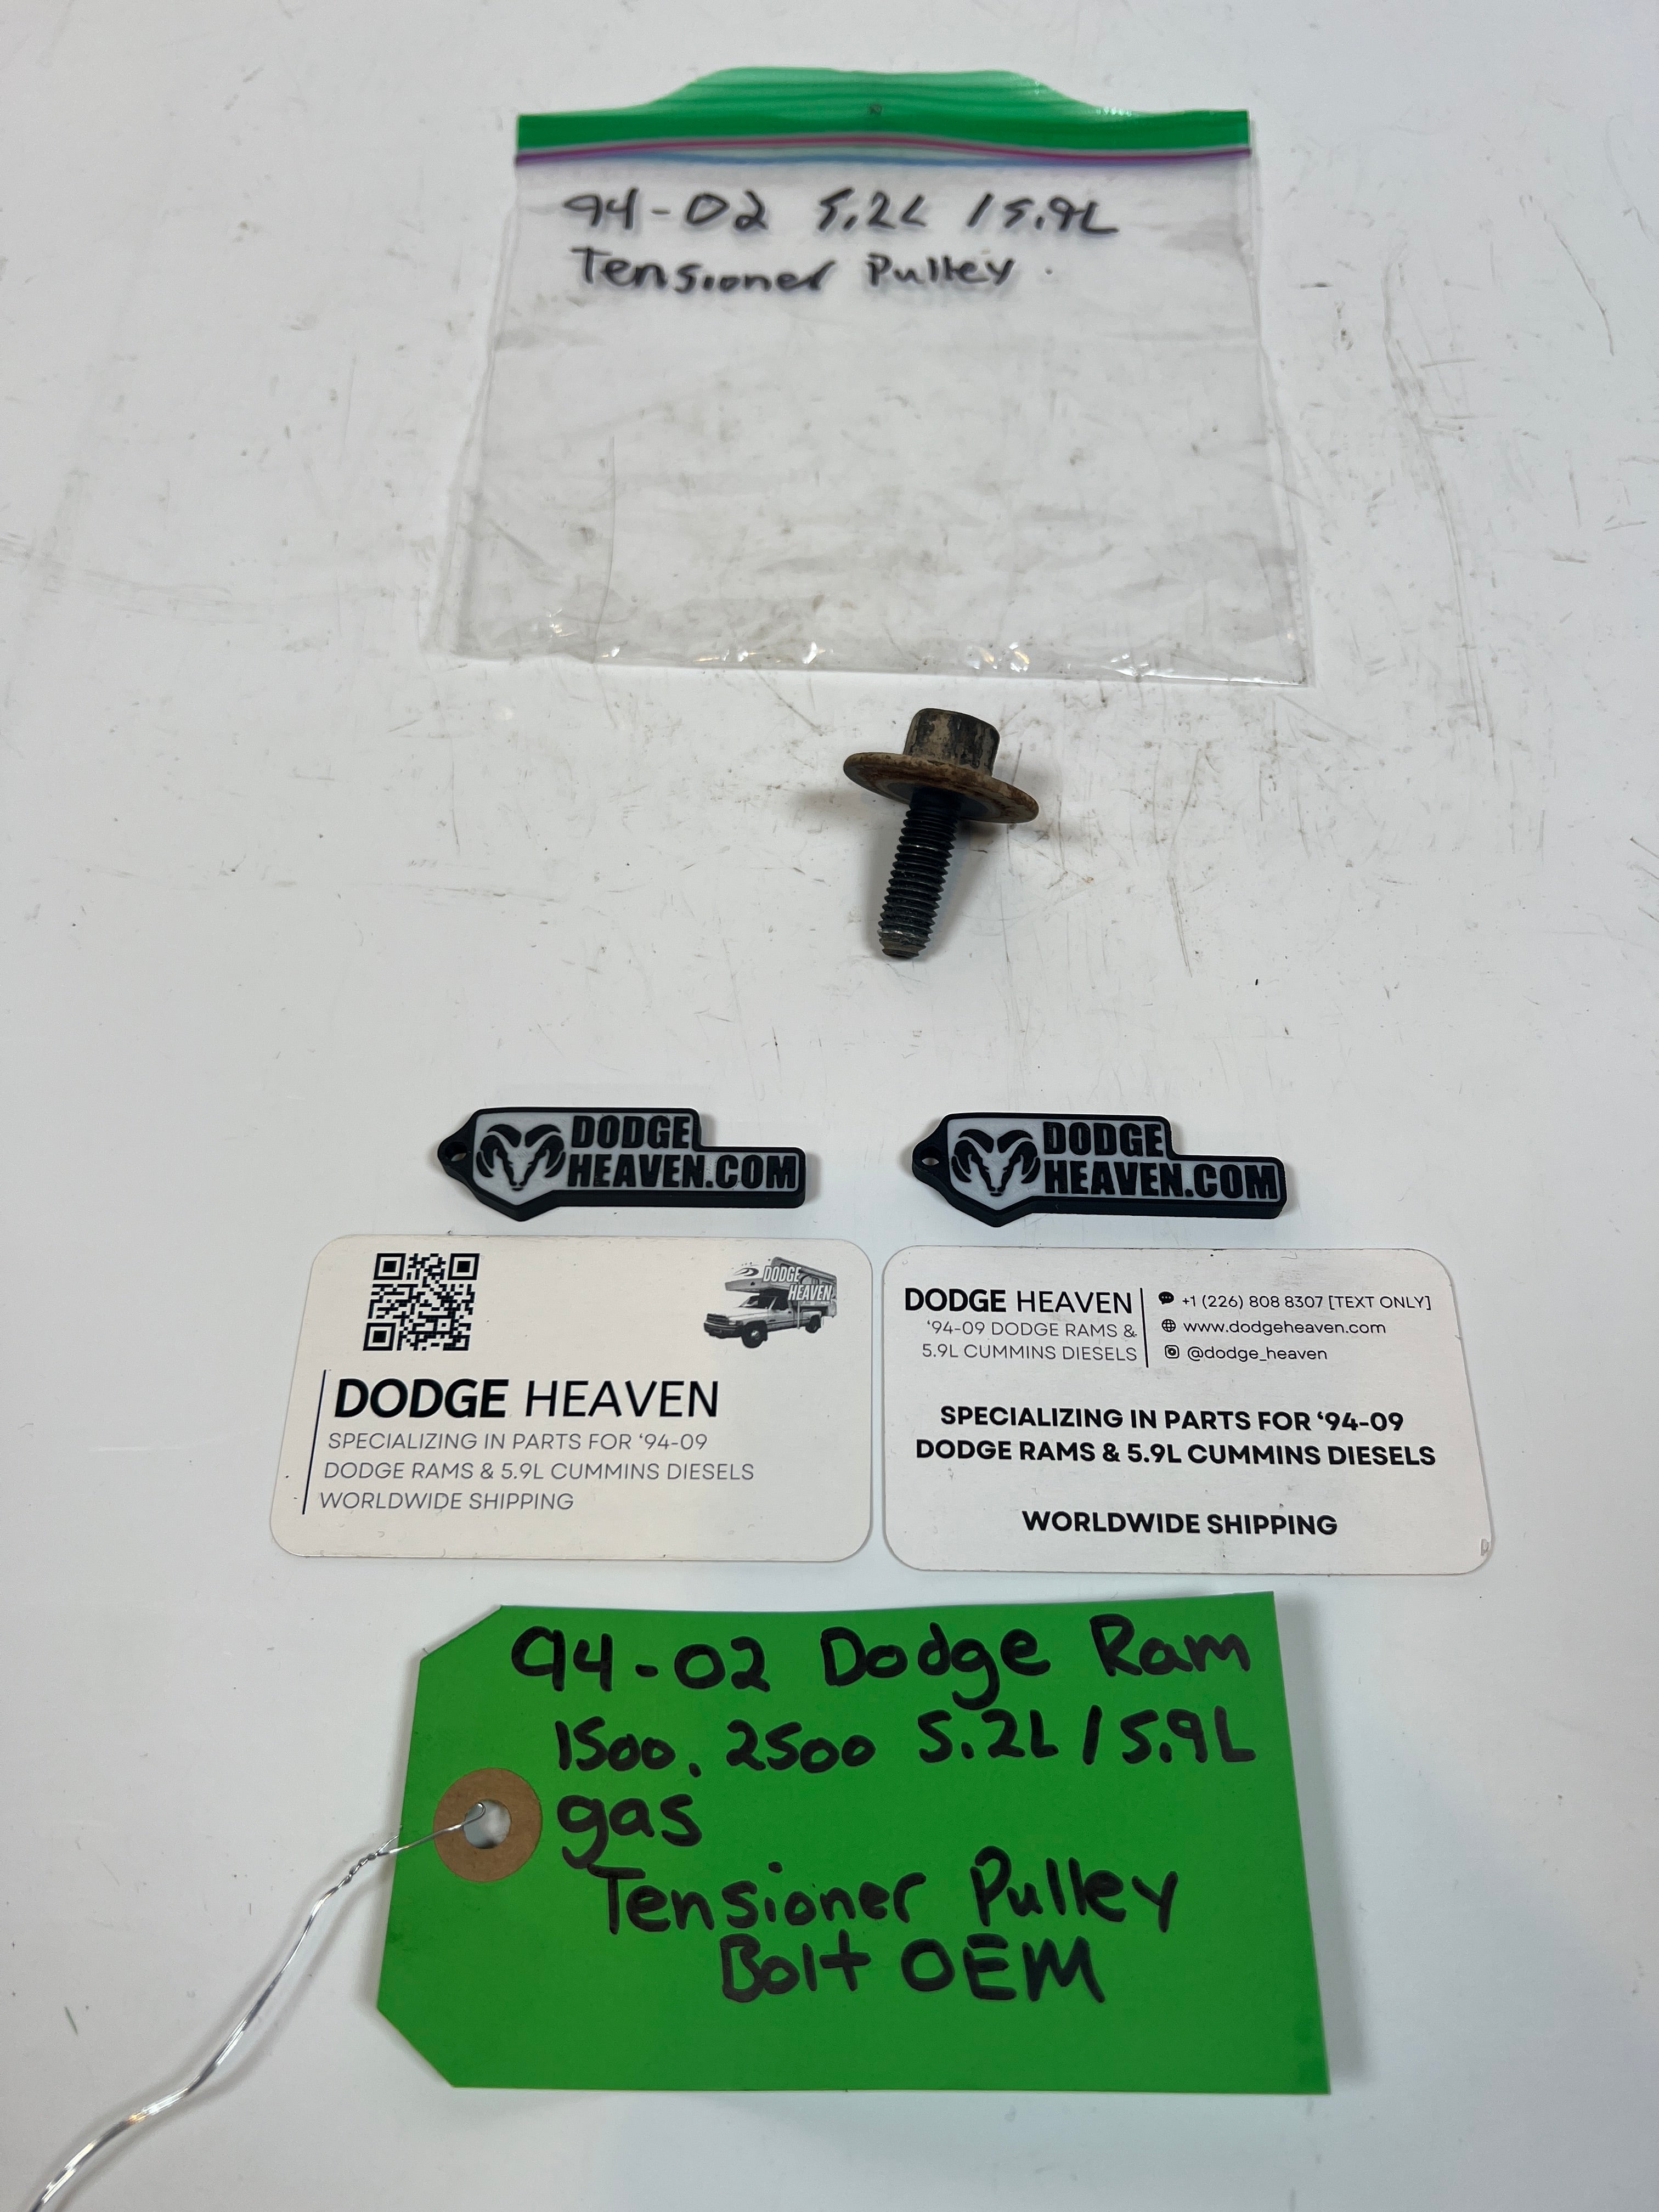 94-02 5.2L / 5.9L
Tensioner Pulley
DODGE
HEAVEN.COM
DODGE
HEAVEN.COM
DODGE
HEAVEN
DODGE HEAVEN
SPECIALIZING IN PARTS FOR ‘94-09
DODGE RAMS & 5.9L CUMMINS DIESELS
WORLDWIDE SHIPPING
DODGE HEAVEN
‘94-09 DODGE RAMS &
5.9L CUMMINS DIESELS
+1 (226) 808 8307 [TEXT ONLY]
www.dodgeheaven.com
@dodge_heaven
SPECIALIZING IN PARTS FOR ‘94-09
DODGE RAMS & 5.9L CUMMINS DIESELS
WORLDWIDE SHIPPING
94-02 Dodge Ram
1500, 2500 5.2L / 5.9L
gas
Tensioner Pulley
Bolt OEM